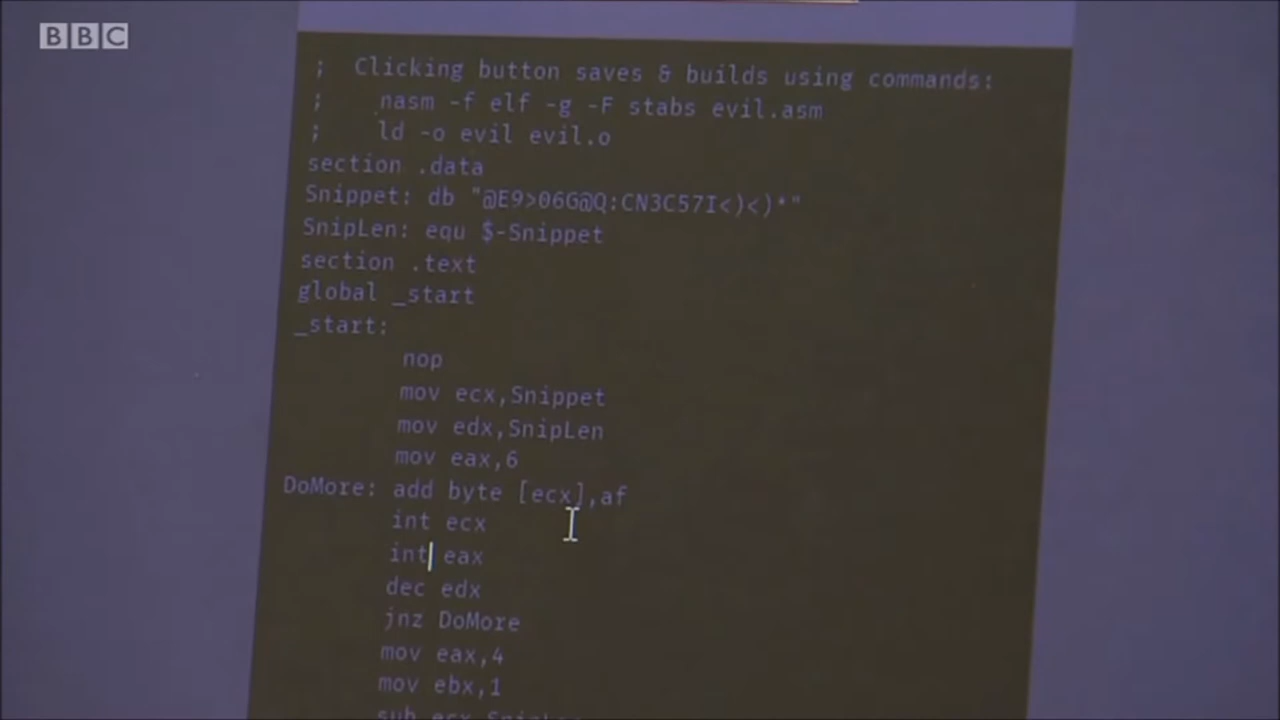 BBC
; Clicking button saves & builds using commands:
; nasm -f elf -g -F stabs evil.asm
; ld -o evil evil.o
section .data
Snippet: db "@E9>06G@Q:CN3C57I<)<)*"
SnipLen: equ $-Snippet
section .text
global _start
_start:
nop
mov ecx,Snippet
mov edx,SnipLen
mov eax,6
DoMore: add byte [ecx],af
int ecx
int eax
dec edx
jnz DoMore
mov eax,4
mov ebx,1
sub ecx